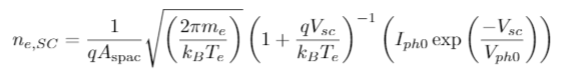 $n_{e,SC} = \frac{1}{qA_{\text{spac}}} \sqrt{\left(\frac{2\pi m_e}{k_B T_e}\right)} \left(1 + \frac{qV_{sc}}{k_B T_e}\right)^{-1} \left(I_{ph0} \exp\left(\frac{-V_{sc}}{V_{ph0}}\right)\right)$